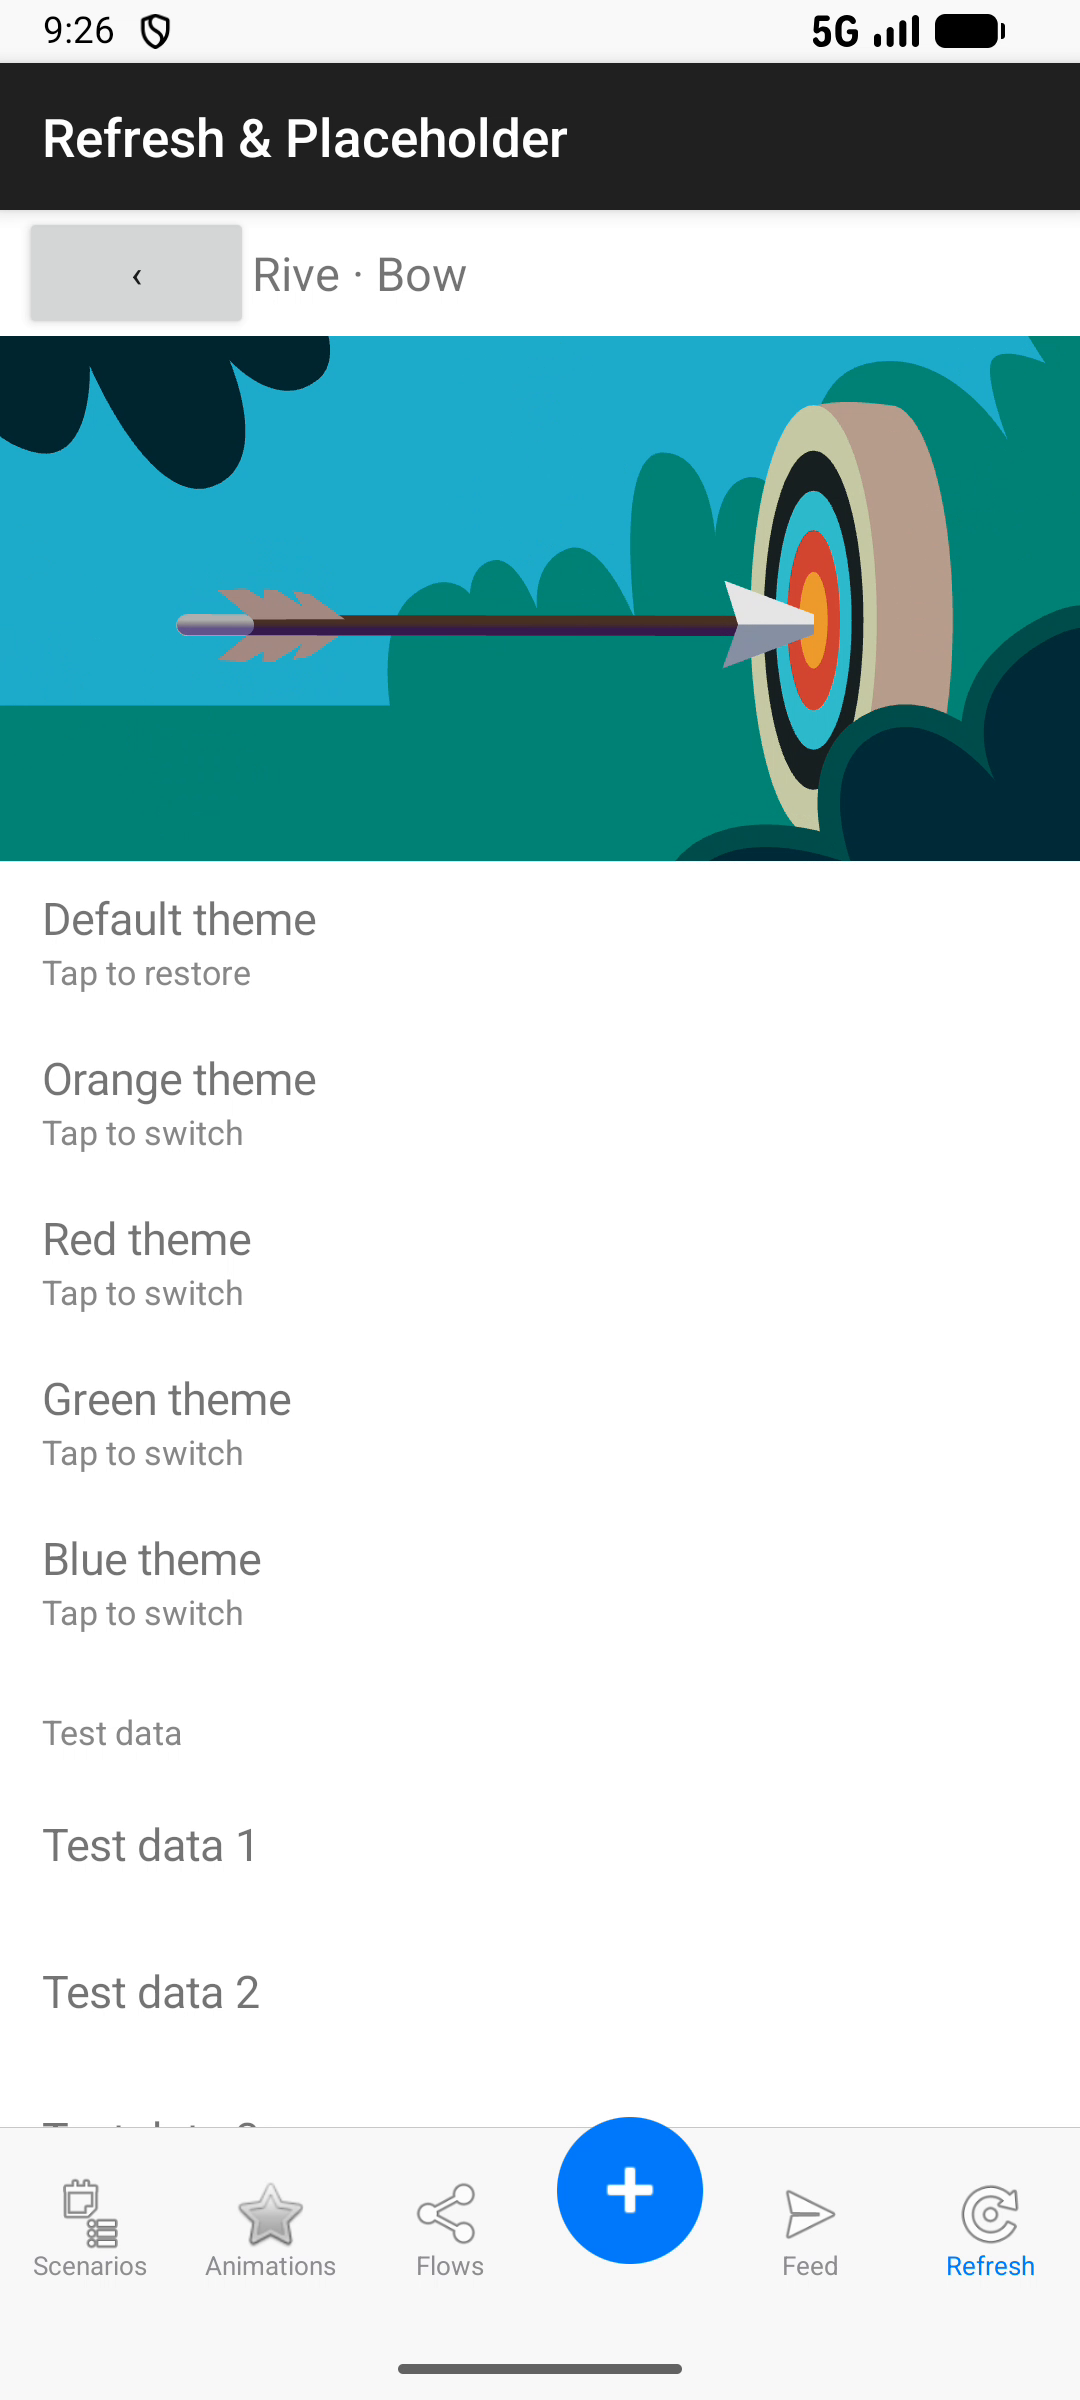 9:26
5G
Refresh & Placeholder
‹
Rive · Bow
Default theme
Tap to restore
Orange theme
Tap to switch
Red theme
Tap to switch
Green theme
Tap to switch
Blue theme
Tap to switch
Test data
Test data 1
Test data 2
Scenarios
Animations
Flows
Feed
Refresh